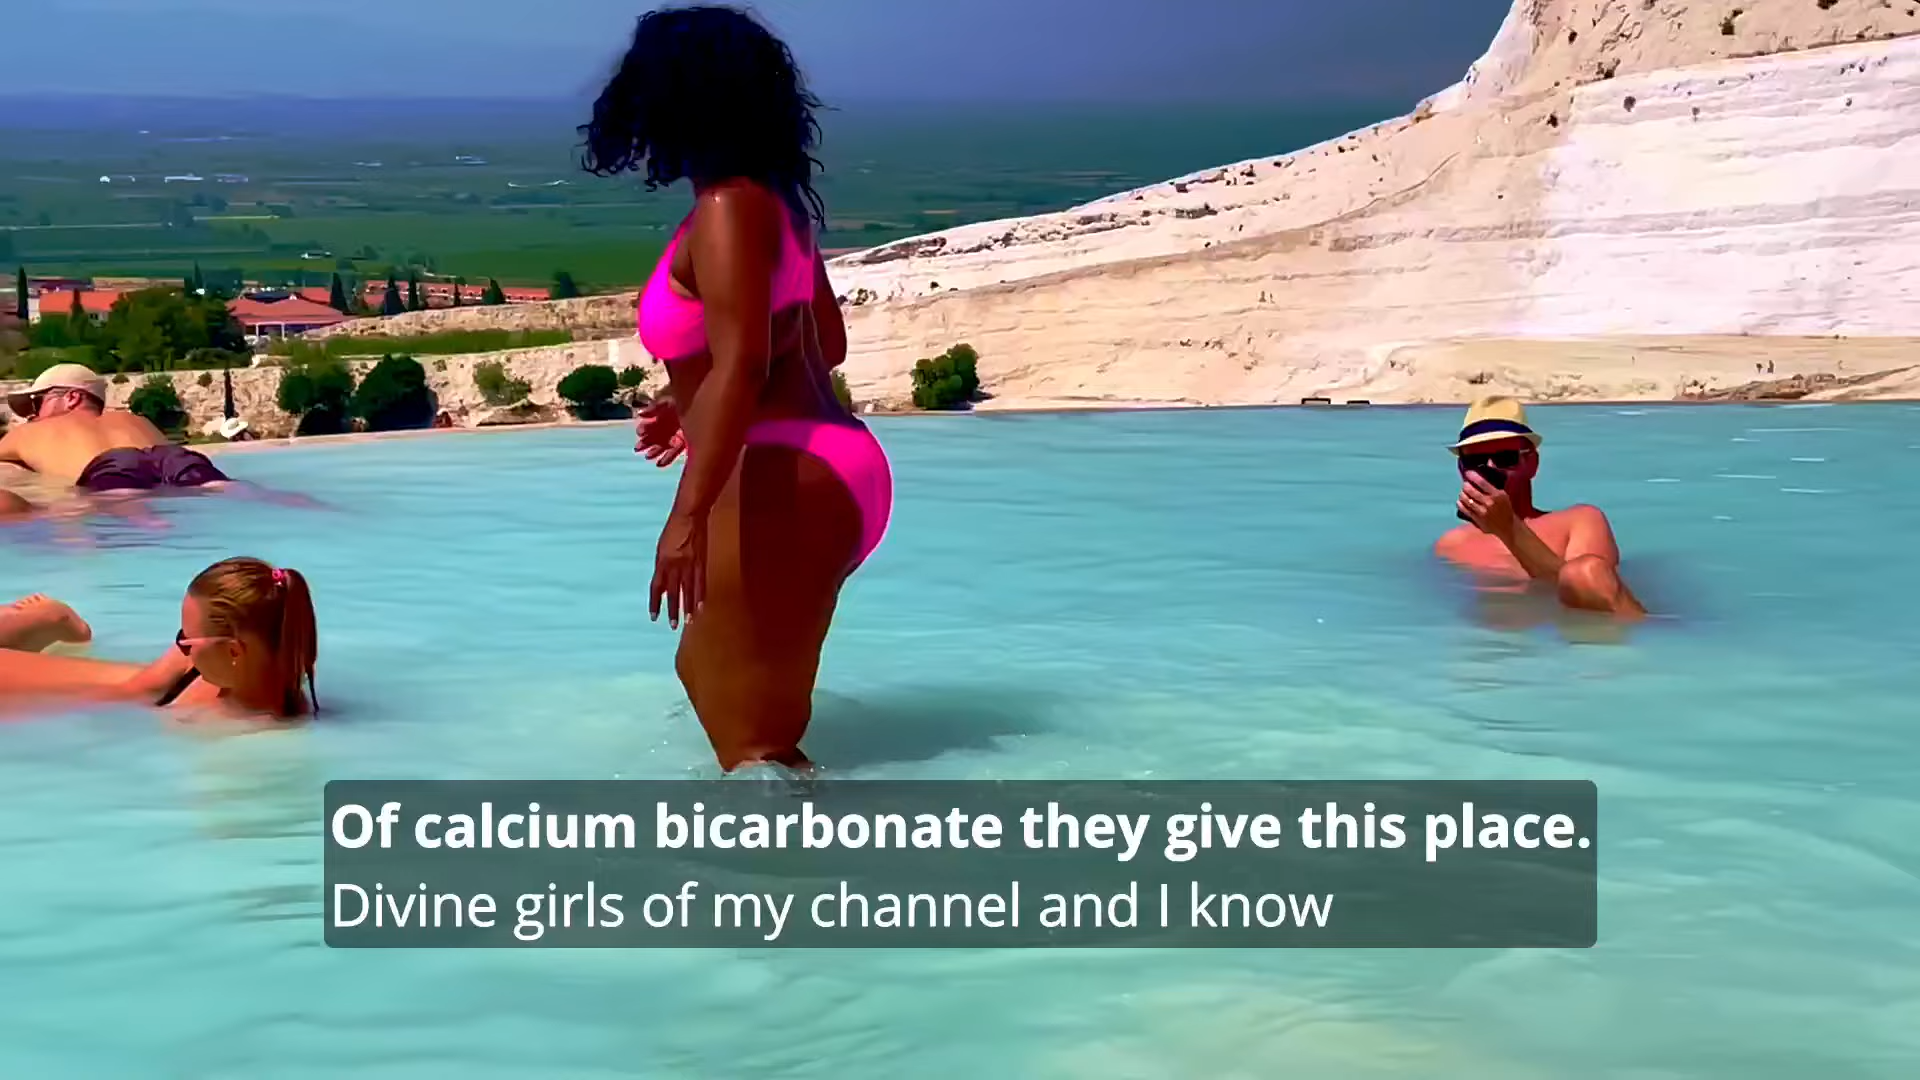 Of calcium bicarbonate they give this place.
Divine girls of my channel and I know